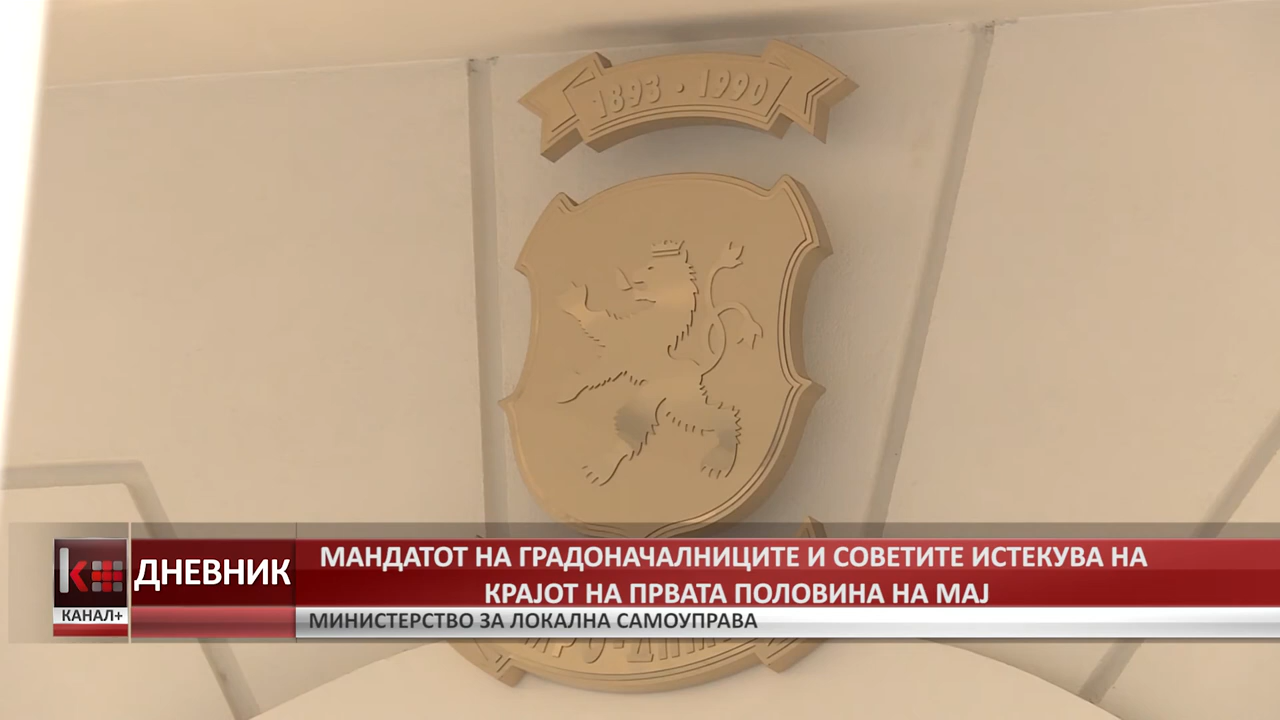 1893 • 1990
МАНДАТОТ НА ГРАДОНАЧАЛНИЦИТЕ И СОВЕТИТЕ ИСТЕКУВА НА
КРАЈОТ НА ПРВАТА ПОЛОВИНА НА МАЈ
ДНЕВНИК
КАНАЛ+
МИНИСТЕРСТВО ЗА ЛОКАЛНА САМОУПРАВА